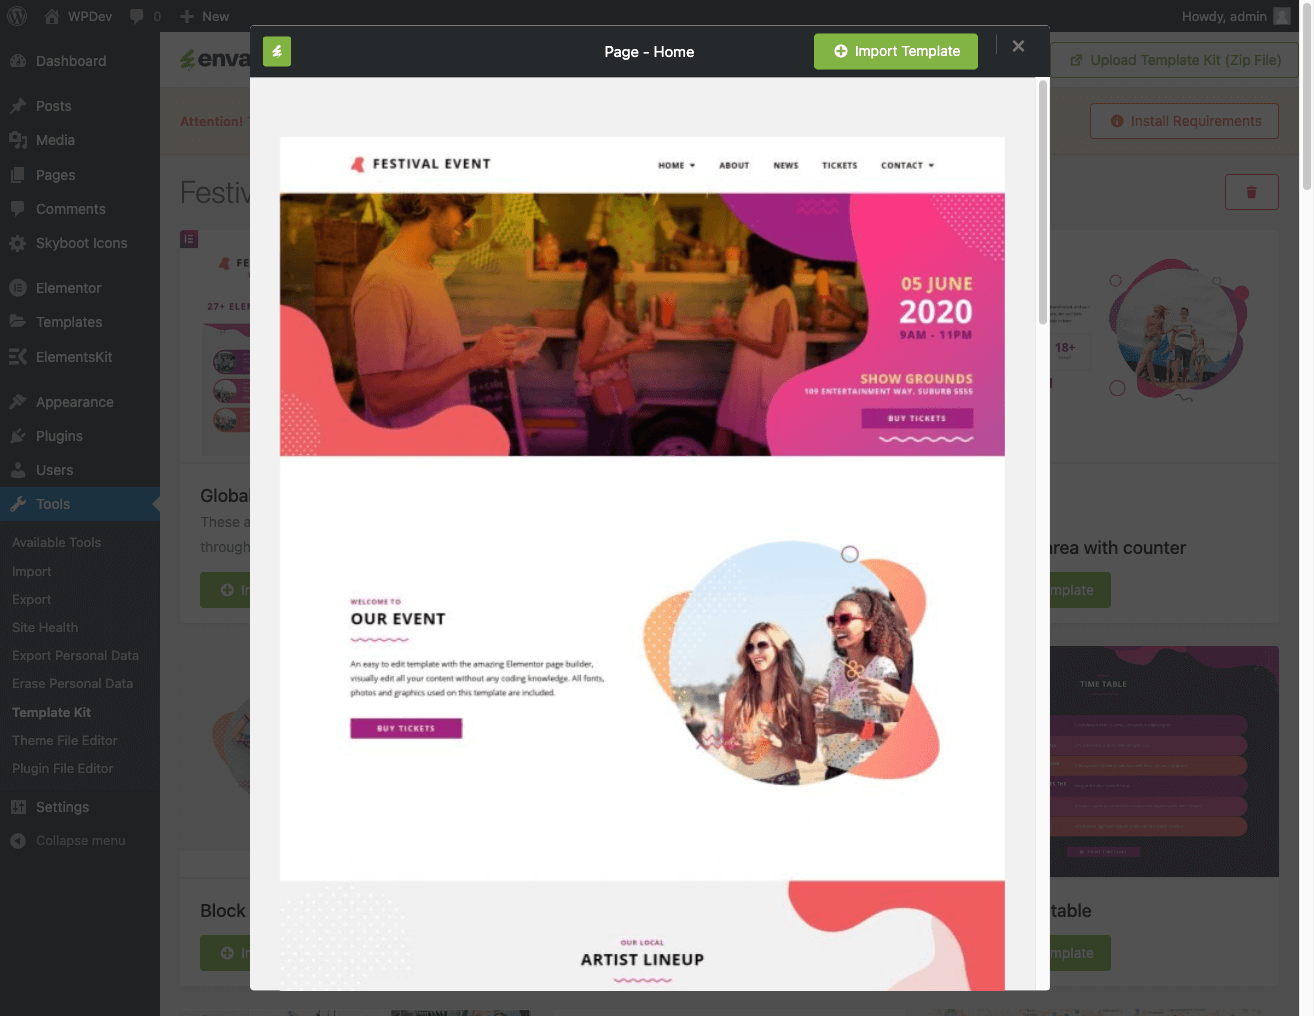 WPDev
0
New
Howdy, admin
Dashboard
Posts
Media
Pages
Comments
Skyboot Icons
Elementor
Templates
ElementsKit
Appearance
Plugins
Users
Tools
Available Tools
Import
Export
Site Health
Export Personal Data
Erase Personal Data
Template Kit
Theme File Editor
Plugin File Editor
Settings
Collapse menu
enva
Upload Template Kit (Zip File)
Attention!
Install Requirements
Festiv
FE
27+ ELE
Global
These a
through
Block
18+
area with counter
mplate
TIME TABLE
table
mplate
Page - Home
Import Template
FESTIVAL EVENT
HOME
ABOUT
NEWS
TICKETS
CONTACT
05 JUNE
2020
9AM - 11PM
SHOW GROUNDS
109 ENTERTAINMENT WAY, SUBURB 5555
BUY TICKETS
WELCOME TO
OUR EVENT
An easy to edit template with the amazing Elementor page builder,
visually edit all your content without any coding knowledge. All fonts,
photos and graphics used on this template are included.
BUY TICKETS
OUR LOCAL
ARTIST LINEUP